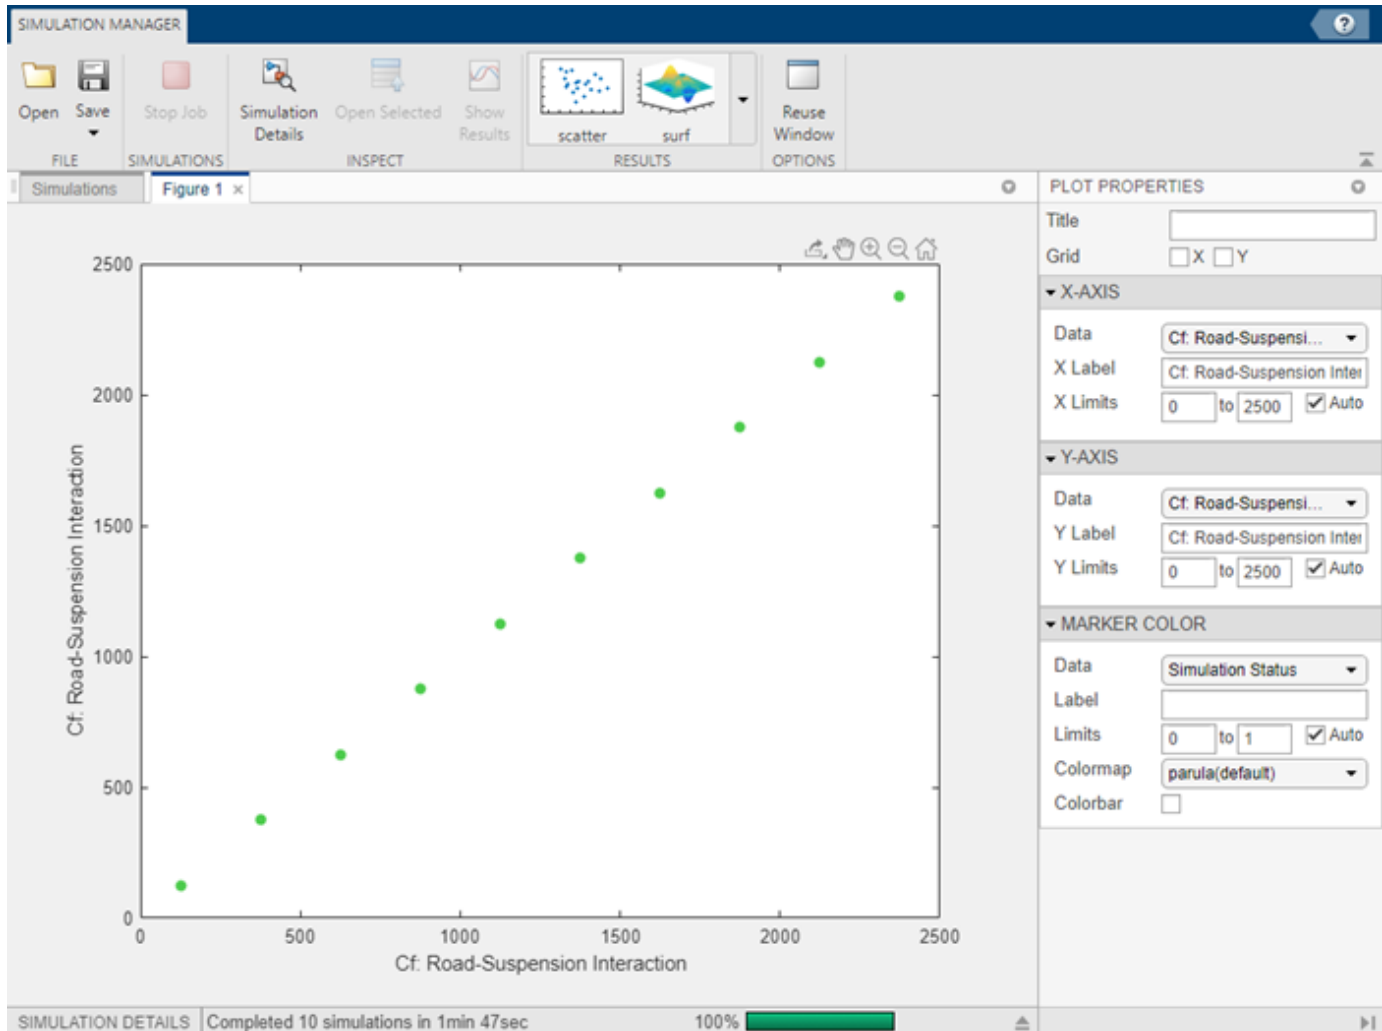 SIMULATION MANAGER
?
Open Save Stop Job Simulation Details Open Selected Show Results scatter surf Reuse Window
FILE SIMULATIONS INSPECT RESULTS OPTIONS
Simulations Figure 1 ×
PLOT PROPERTIES
Title
Grid X Y
X-AXIS
Data Cf: Road-Suspensi...
X Label Cf: Road-Suspension Inter
X Limits 0 to 2500 Auto
Y-AXIS
Data Cf: Road-Suspensi...
Y Label Cf: Road-Suspension Inter
Y Limits 0 to 2500 Auto
MARKER COLOR
Data Simulation Status
Label
Limits 0 to 1 Auto
Colormap parula(default)
Colorbar
2500
2000
1500
1000
500
0
Cf: Road-Suspension Interaction
0 500 1000 1500 2000 2500
Cf: Road-Suspension Interaction
SIMULATION DETAILS Completed 10 simulations in 1min 47sec 100%